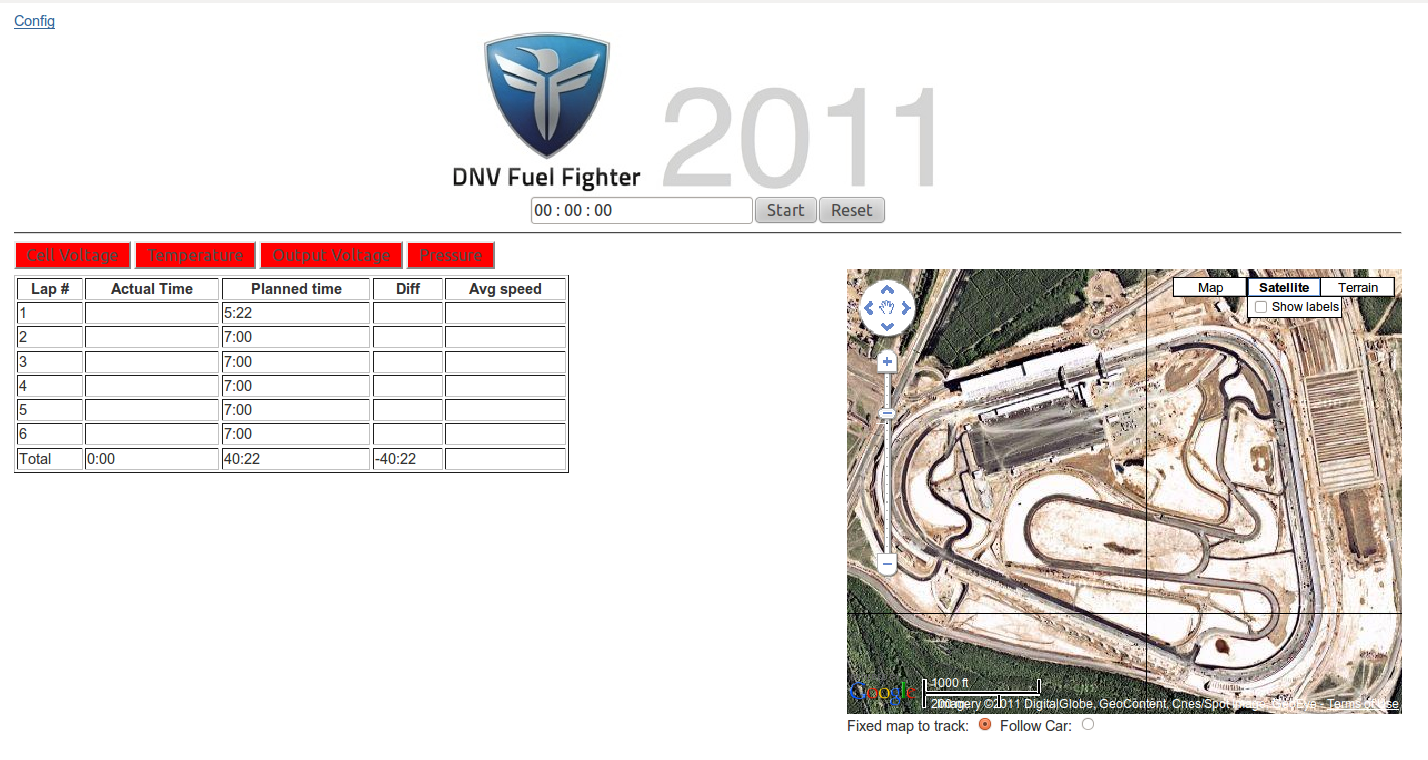 Config
2011
DNV Fuel Fighter
00 : 00 : 00 Start Reset
Cell Voltage Temperature Output Voltage Pressure
Lap # Actual Time Planned time Diff Avg speed
1 5:22
2 7:00
3 7:00
4 7:00
5 7:00
6 7:00
Total 0:00 40:22 -40:22
Map Satellite Terrain
Show labels
Google
1000 ft
200 m
Imagery ©2011 DigitalGlobe, GeoContent, Cnes/Spot Image, GeoEye - Terms of Use
Fixed map to track: Follow Car: